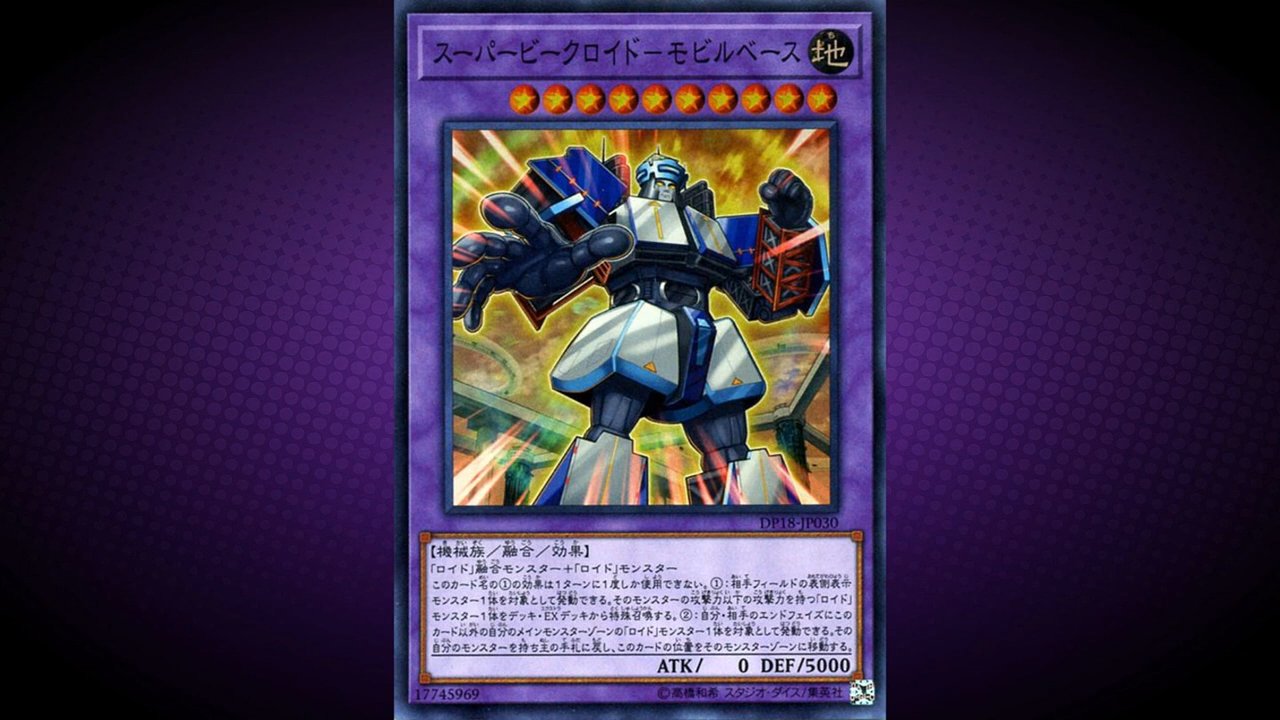 スーパービークロイド－モビルベース
地
DP18-JP030
【機械族／融合／効果】
「ロイド」融合モンスター＋「ロイド」モンスター
このカード名の①の効果は1ターンに1度しか使用できない。①：相手フィールドの表側表示
モンスター1体を対象として発動できる。そのモンスターの攻撃力以下の攻撃力を持つ「ロイド」
モンスター1体をデッキ・EXデッキから特殊召喚する。②：自分・相手のエンドフェイズにこの
カード以外の自分のメインモンスターゾーンの「ロイド」モンスター1体を対象として発動できる。その
自分のモンスターを持ち主の手札に戻し、このカードの位置をそのモンスターゾーンに移動する。
ATK/ 0 DEF/5000
17745969
©高橋和希 スタジオ・ダイス/集英社